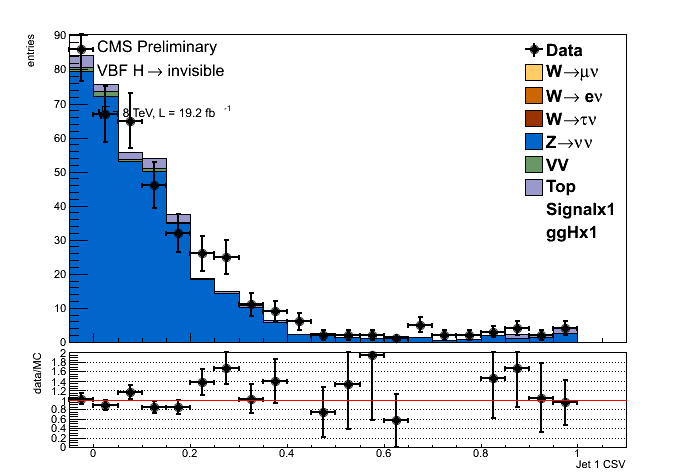 90
80
70
60
50
40
30
20
10
0
entries
CMS Preliminary
VBF H → invisible
= 8 TeV, L = 19.2 fb -1
Data
W→μν
W→ eν
W→τν
Z→νν
VV
Top
Signalx1
ggHx1
data/MC
2
1.8
1.6
1.4
1.2
1
0.8
0.6
0.4
0.2
0
0 0.2 0.4 0.6 0.8 1
Jet 1 CSV